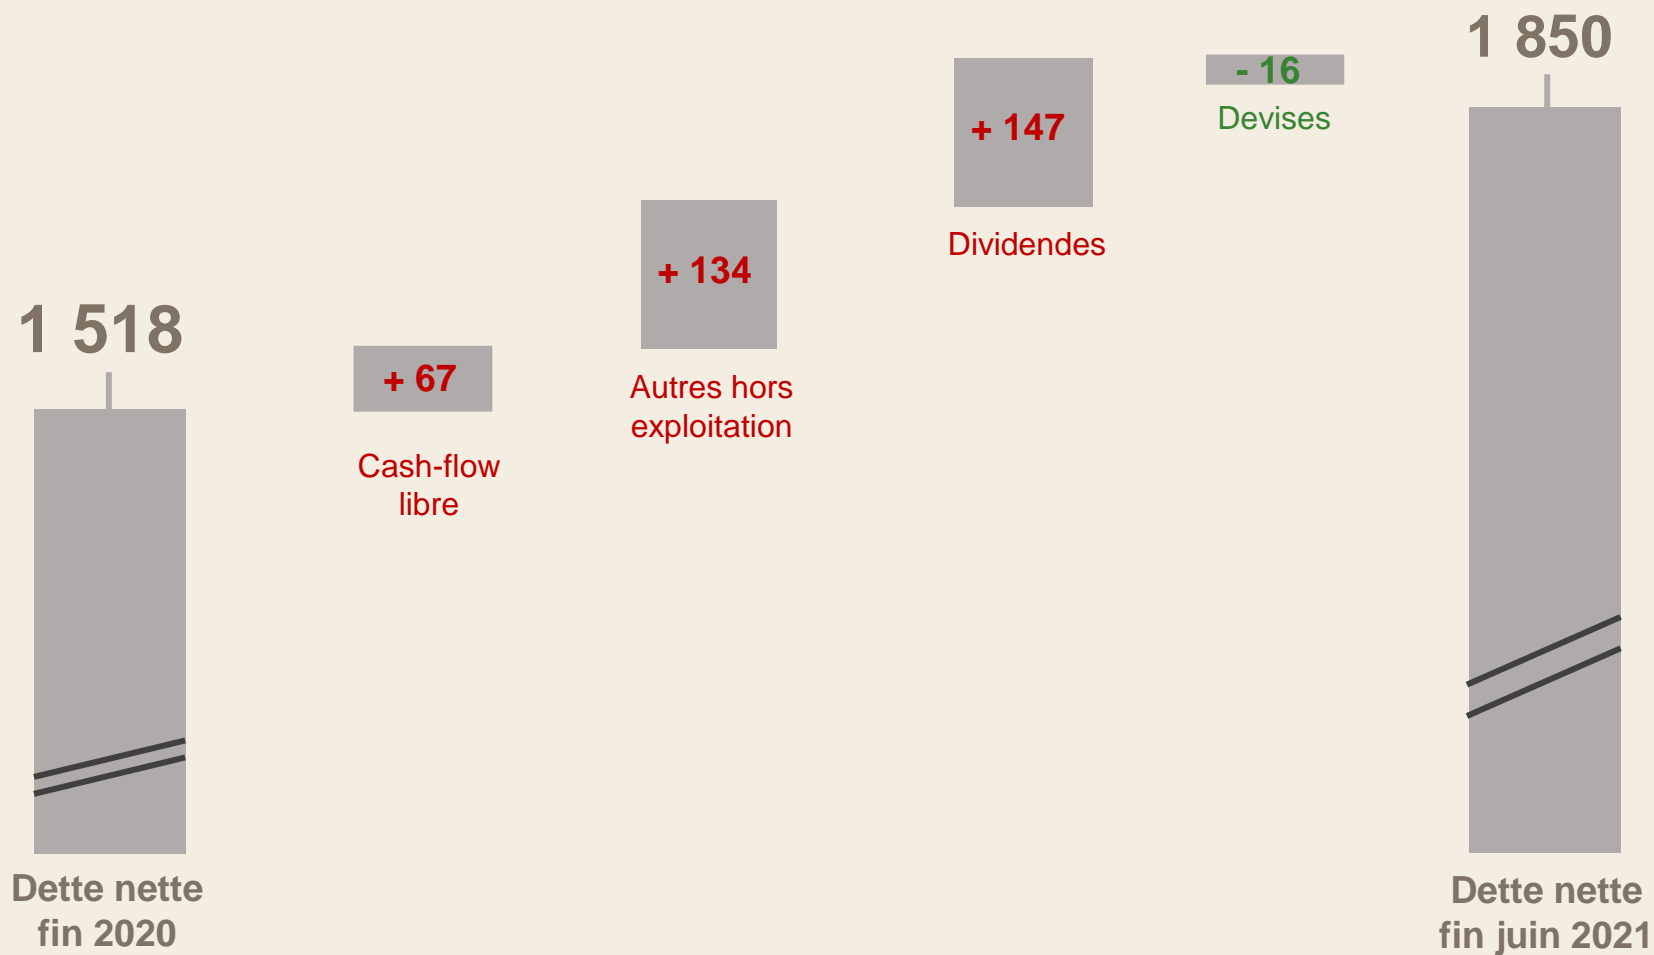 1 518
Dette nette
fin 2020
+ 67
Cash-flow
libre
+ 134
Autres hors
exploitation
+ 147
Dividendes
- 16
Devises
1 850
Dette nette
fin juin 2021